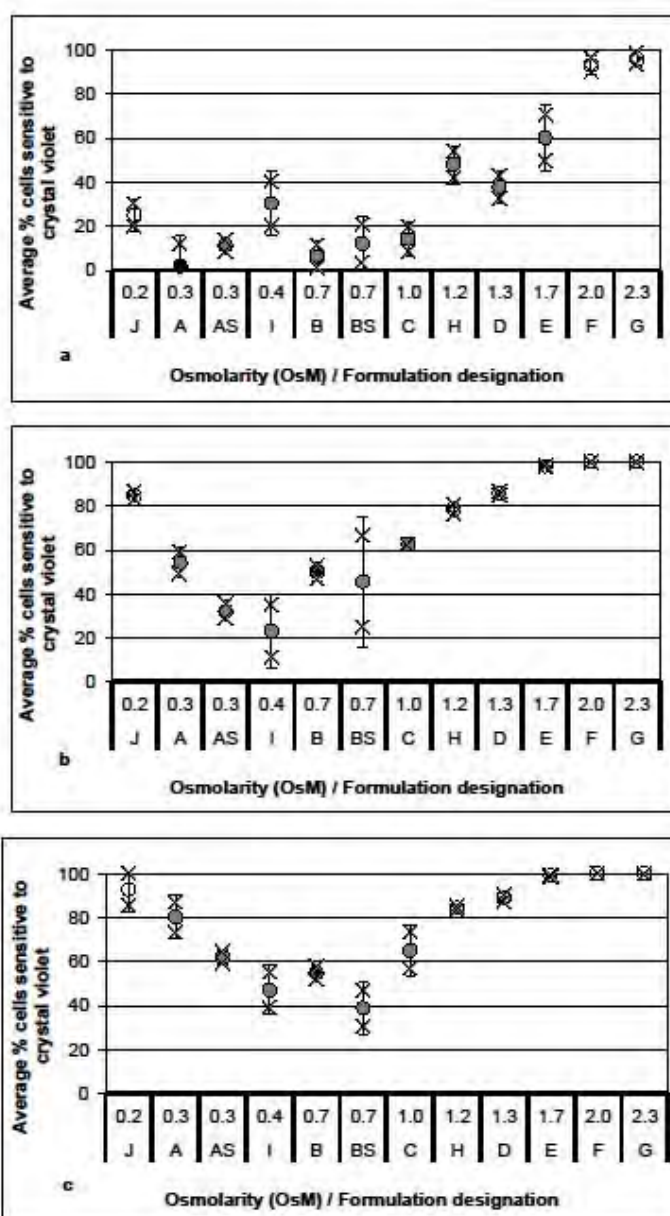 Average % cells sensitive to
crystal violet
100
80
60
40
20
0
0.2 0.3 0.3 0.4 0.7 0.7 1.0 1.2 1.3 1.7 2.0 2.3
J A AS I B BS C H D E F G
a
Osmolarity (OsM) / Formulation designation
Average % cells sensitive to
crystal violet
100
80
60
40
20
0
0.2 0.3 0.3 0.4 0.7 0.7 1.0 1.2 1.3 1.7 2.0 2.3
J A AS I B BS C H D E F G
b
Osmolarity (OsM) / Formulation designation
Average % cells sensitive to
crystal violet
100
80
60
40
20
0
0.2 0.3 0.3 0.4 0.7 0.7 1.0 1.2 1.3 1.7 2.0 2.3
J A AS I B BS C H D E F G
c
Osmolarity (OsM) / Formulation designation